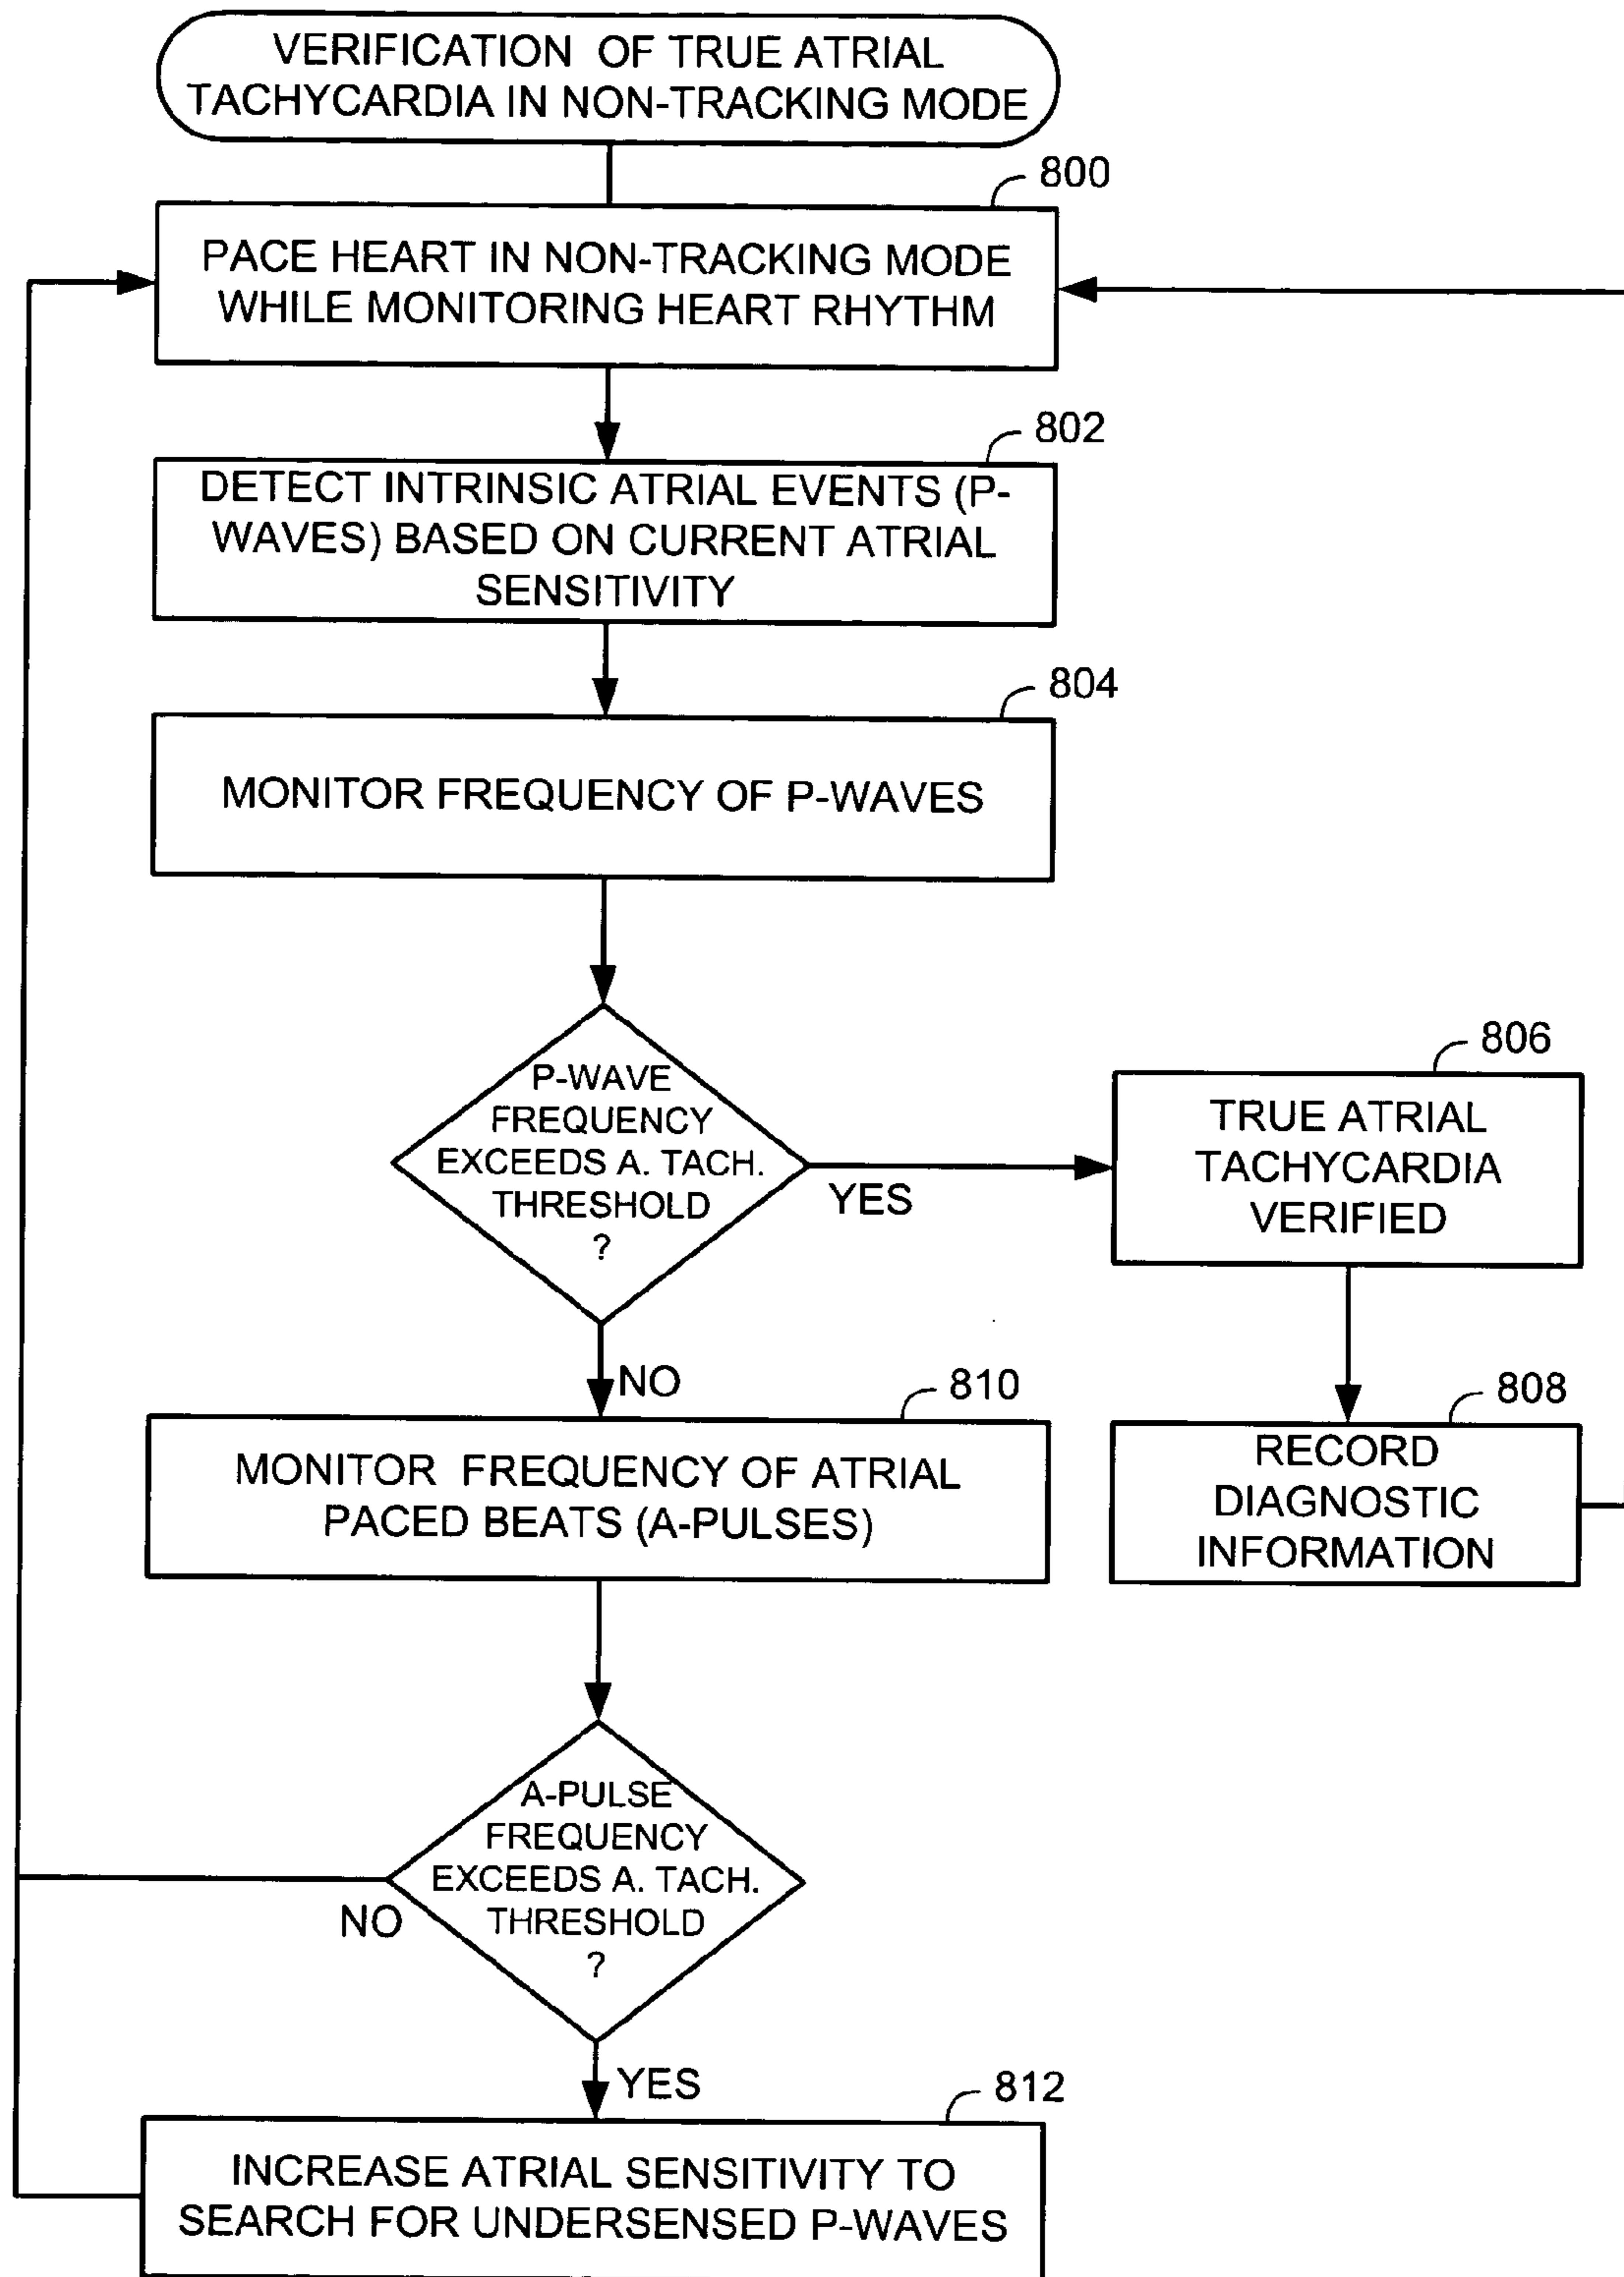 VERIFICATION OF TRUE ATRIAL
TACHYCARDIA IN NON-TRACKING MODE
800
PACE HEART IN NON-TRACKING MODE
WHILE MONITORING HEART RHYTHM
802
DETECT INTRINSIC ATRIAL EVENTS (P-
WAVES) BASED ON CURRENT ATRIAL
SENSITIVITY
804
MONITOR FREQUENCY OF P-WAVES
P-WAVE
FREQUENCY
EXCEEDS A. TACH.
THRESHOLD
?
YES
806
TRUE ATRIAL
TACHYCARDIA
VERIFIED
808
RECORD
DIAGNOSTIC
INFORMATION
NO
810
MONITOR FREQUENCY OF ATRIAL
PACED BEATS (A-PULSES)
A-PULSE
FREQUENCY
EXCEEDS A. TACH.
THRESHOLD
?
NO
YES
812
INCREASE ATRIAL SENSITIVITY TO
SEARCH FOR UNDERSENSED P-WAVES